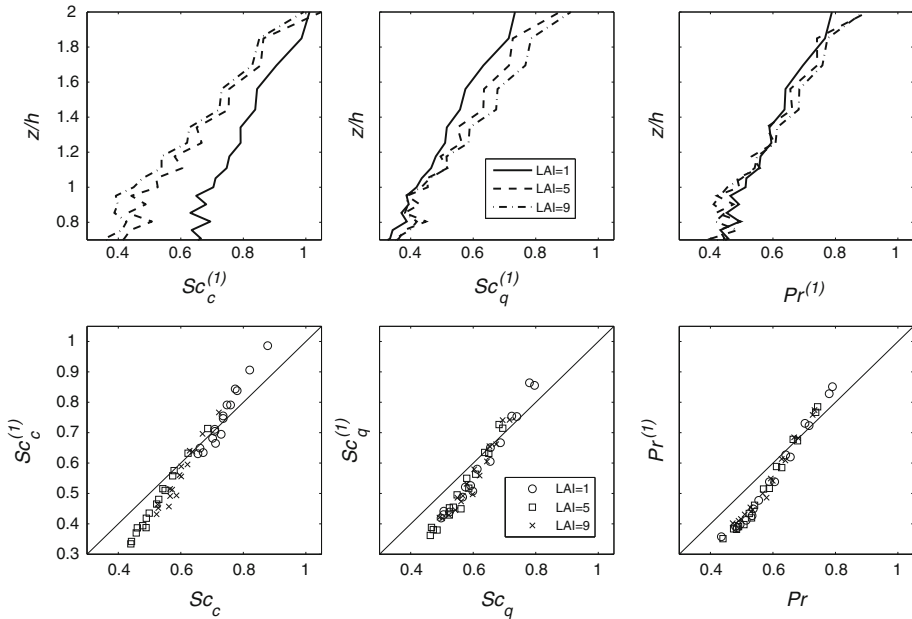 2
1.8
1.6
1.4
1.2
1
0.8
z/h
0.4 0.6 0.8 1
Sc_c^(1)
z/h
LAI=1
LAI=5
LAI=9
0.4 0.6 0.8 1
Sc_q^(1)
z/h
0.4 0.6 0.8 1
Pr^(1)
1
0.9
0.8
0.7
0.6
0.5
0.4
0.3
Sc_c^(1)
0.4 0.6 0.8 1
Sc_c
Sc_q^(1)
LAI=1
LAI=5
LAI=9
0.4 0.6 0.8 1
Sc_q
Pr^(1)
0.4 0.6 0.8 1
Pr